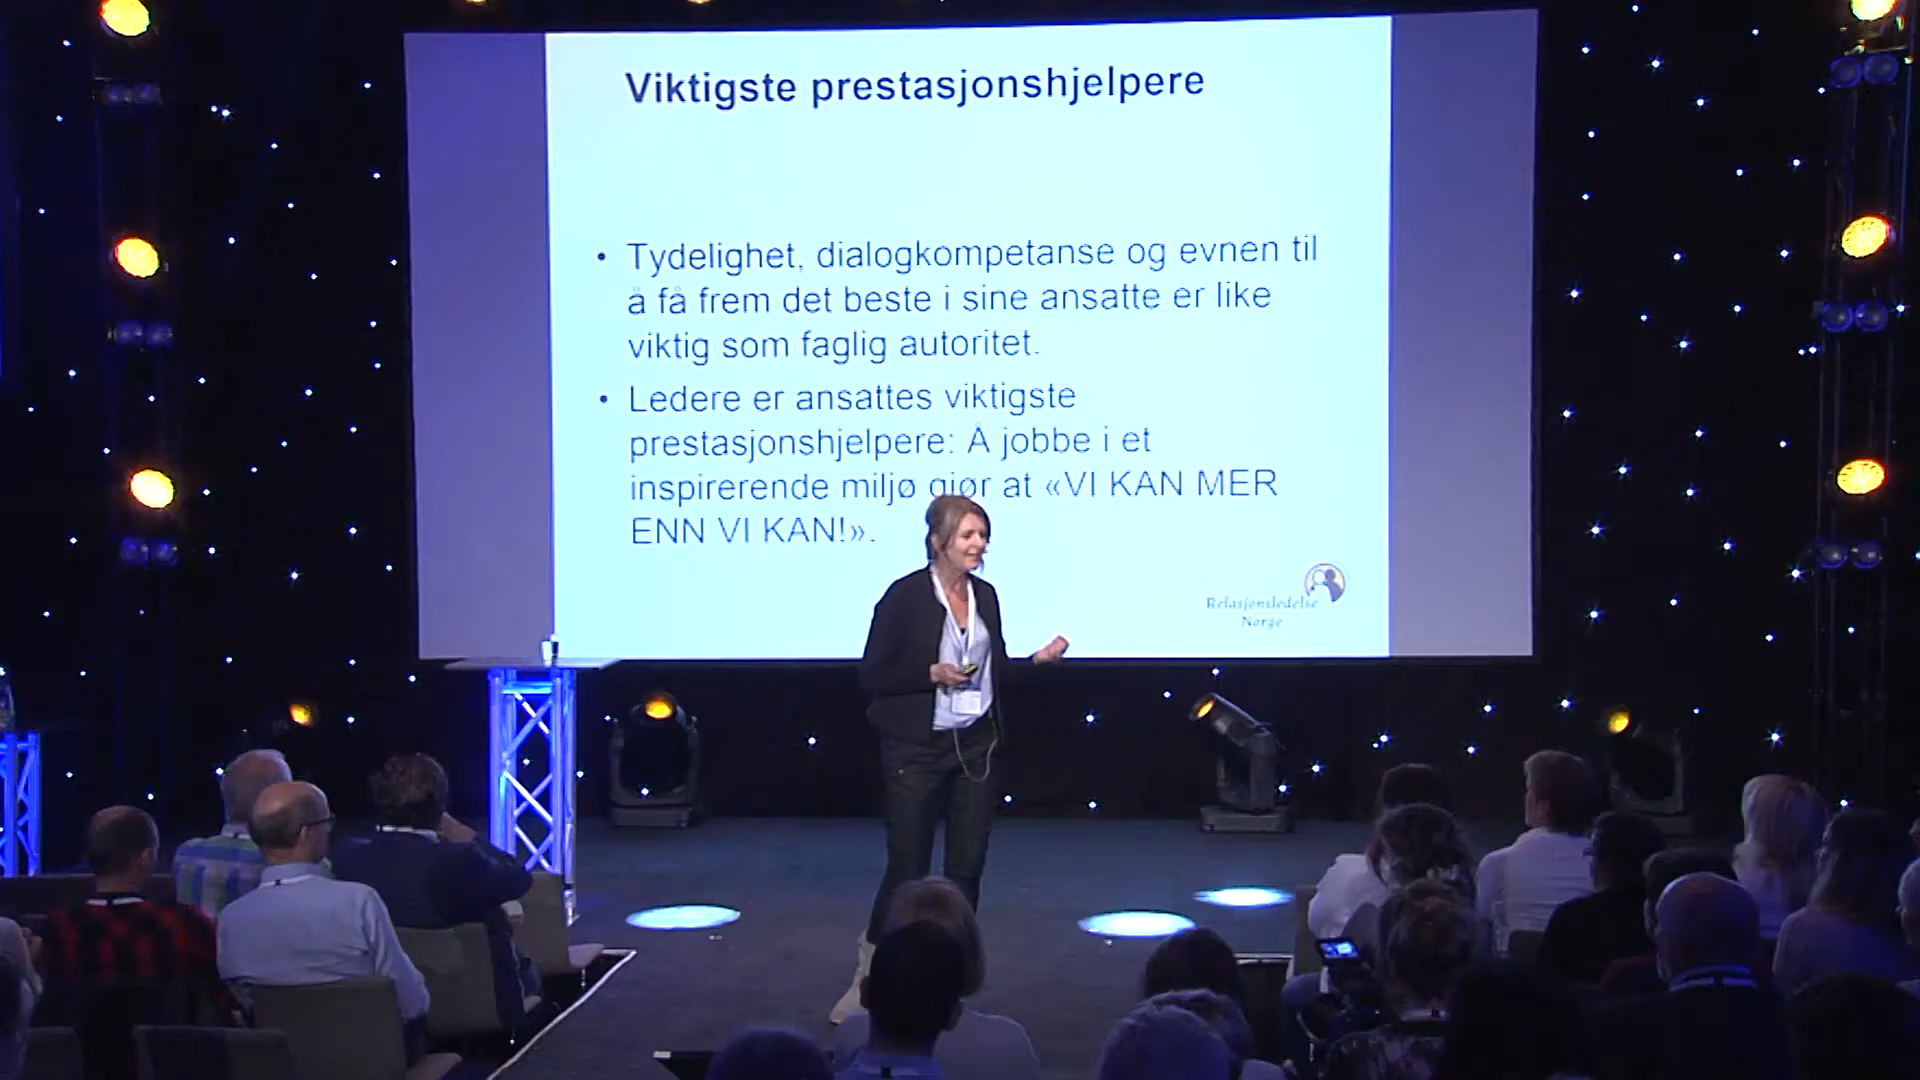 Viktigste prestasjonshjelpere
• Tydelighet, dialogkompetanse og evnen til
å få frem det beste i sine ansatte er like
viktig som faglig autoritet.
• Ledere er ansattes viktigste
prestasjonshjelpere: Å jobbe i et
inspirerende miljø gjør at «VI KAN MER
ENN VI KAN!».
Relasjonsledelse
Norge